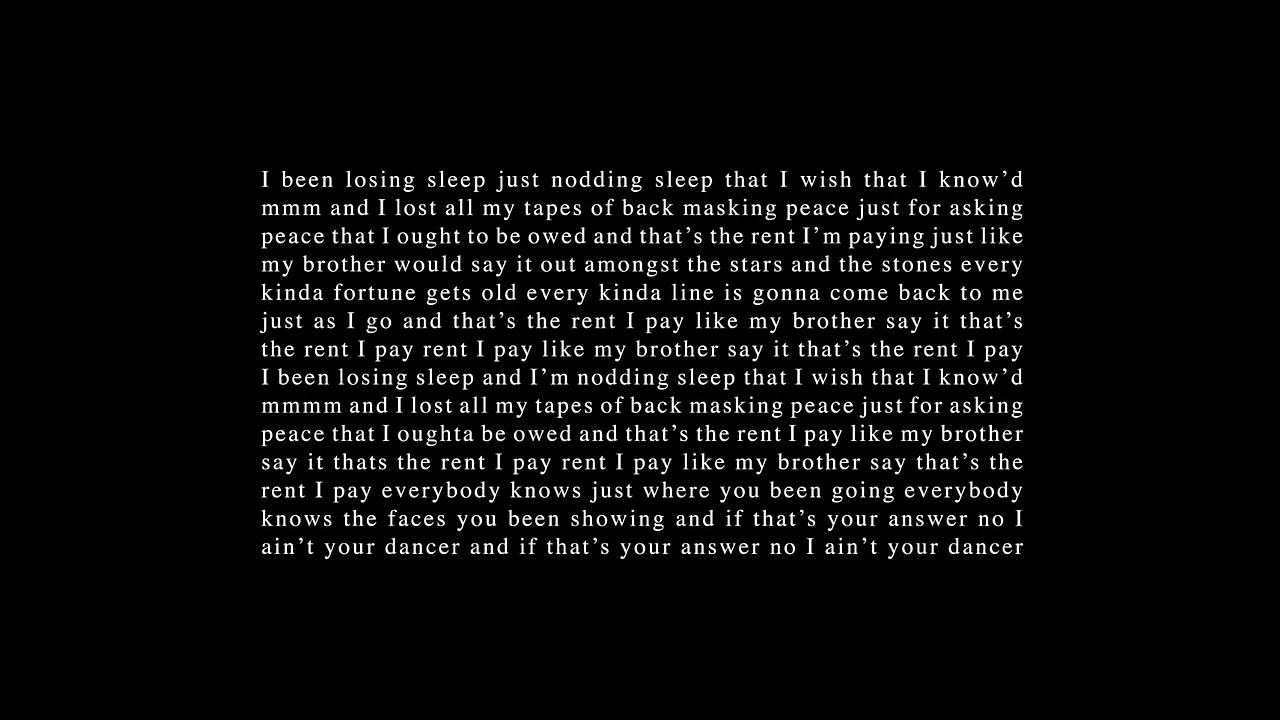 I been losing sleep just nodding sleep that I wish that I know’d
mmm and I lost all my tapes of back masking peace just for asking
peace that I ought to be owed and that’s the rent I’m paying just like
my brother would say it out amongst the stars and the stones every
kinda fortune gets old every kinda line is gonna come back to me
just as I go and that’s the rent I pay like my brother say it that’s
the rent I pay rent I pay like my brother say it that’s the rent I pay
I been losing sleep and I’m nodding sleep that I wish that I know’d
mmmm and I lost all my tapes of back masking peace just for asking
peace that I oughta be owed and that’s the rent I pay like my brother
say it thats the rent I pay rent I pay like my brother say that’s the
rent I pay everybody knows just where you been going everybody
knows the faces you been showing and if that’s your answer no I
ain’t your dancer and if that’s your answer no I ain’t your dancer